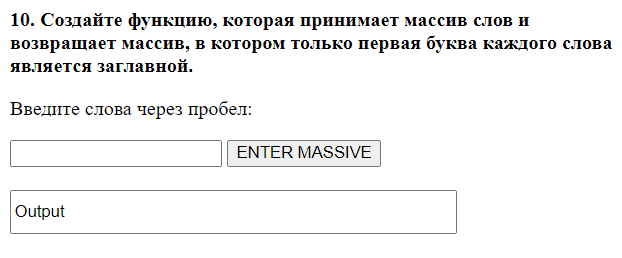 10. Создайте функцию, которая принимает массив слов и
возвращает массив, в котором только первая буква каждого слова
является заглавной.
Введите слова через пробел:
ENTER MASSIVE
Output